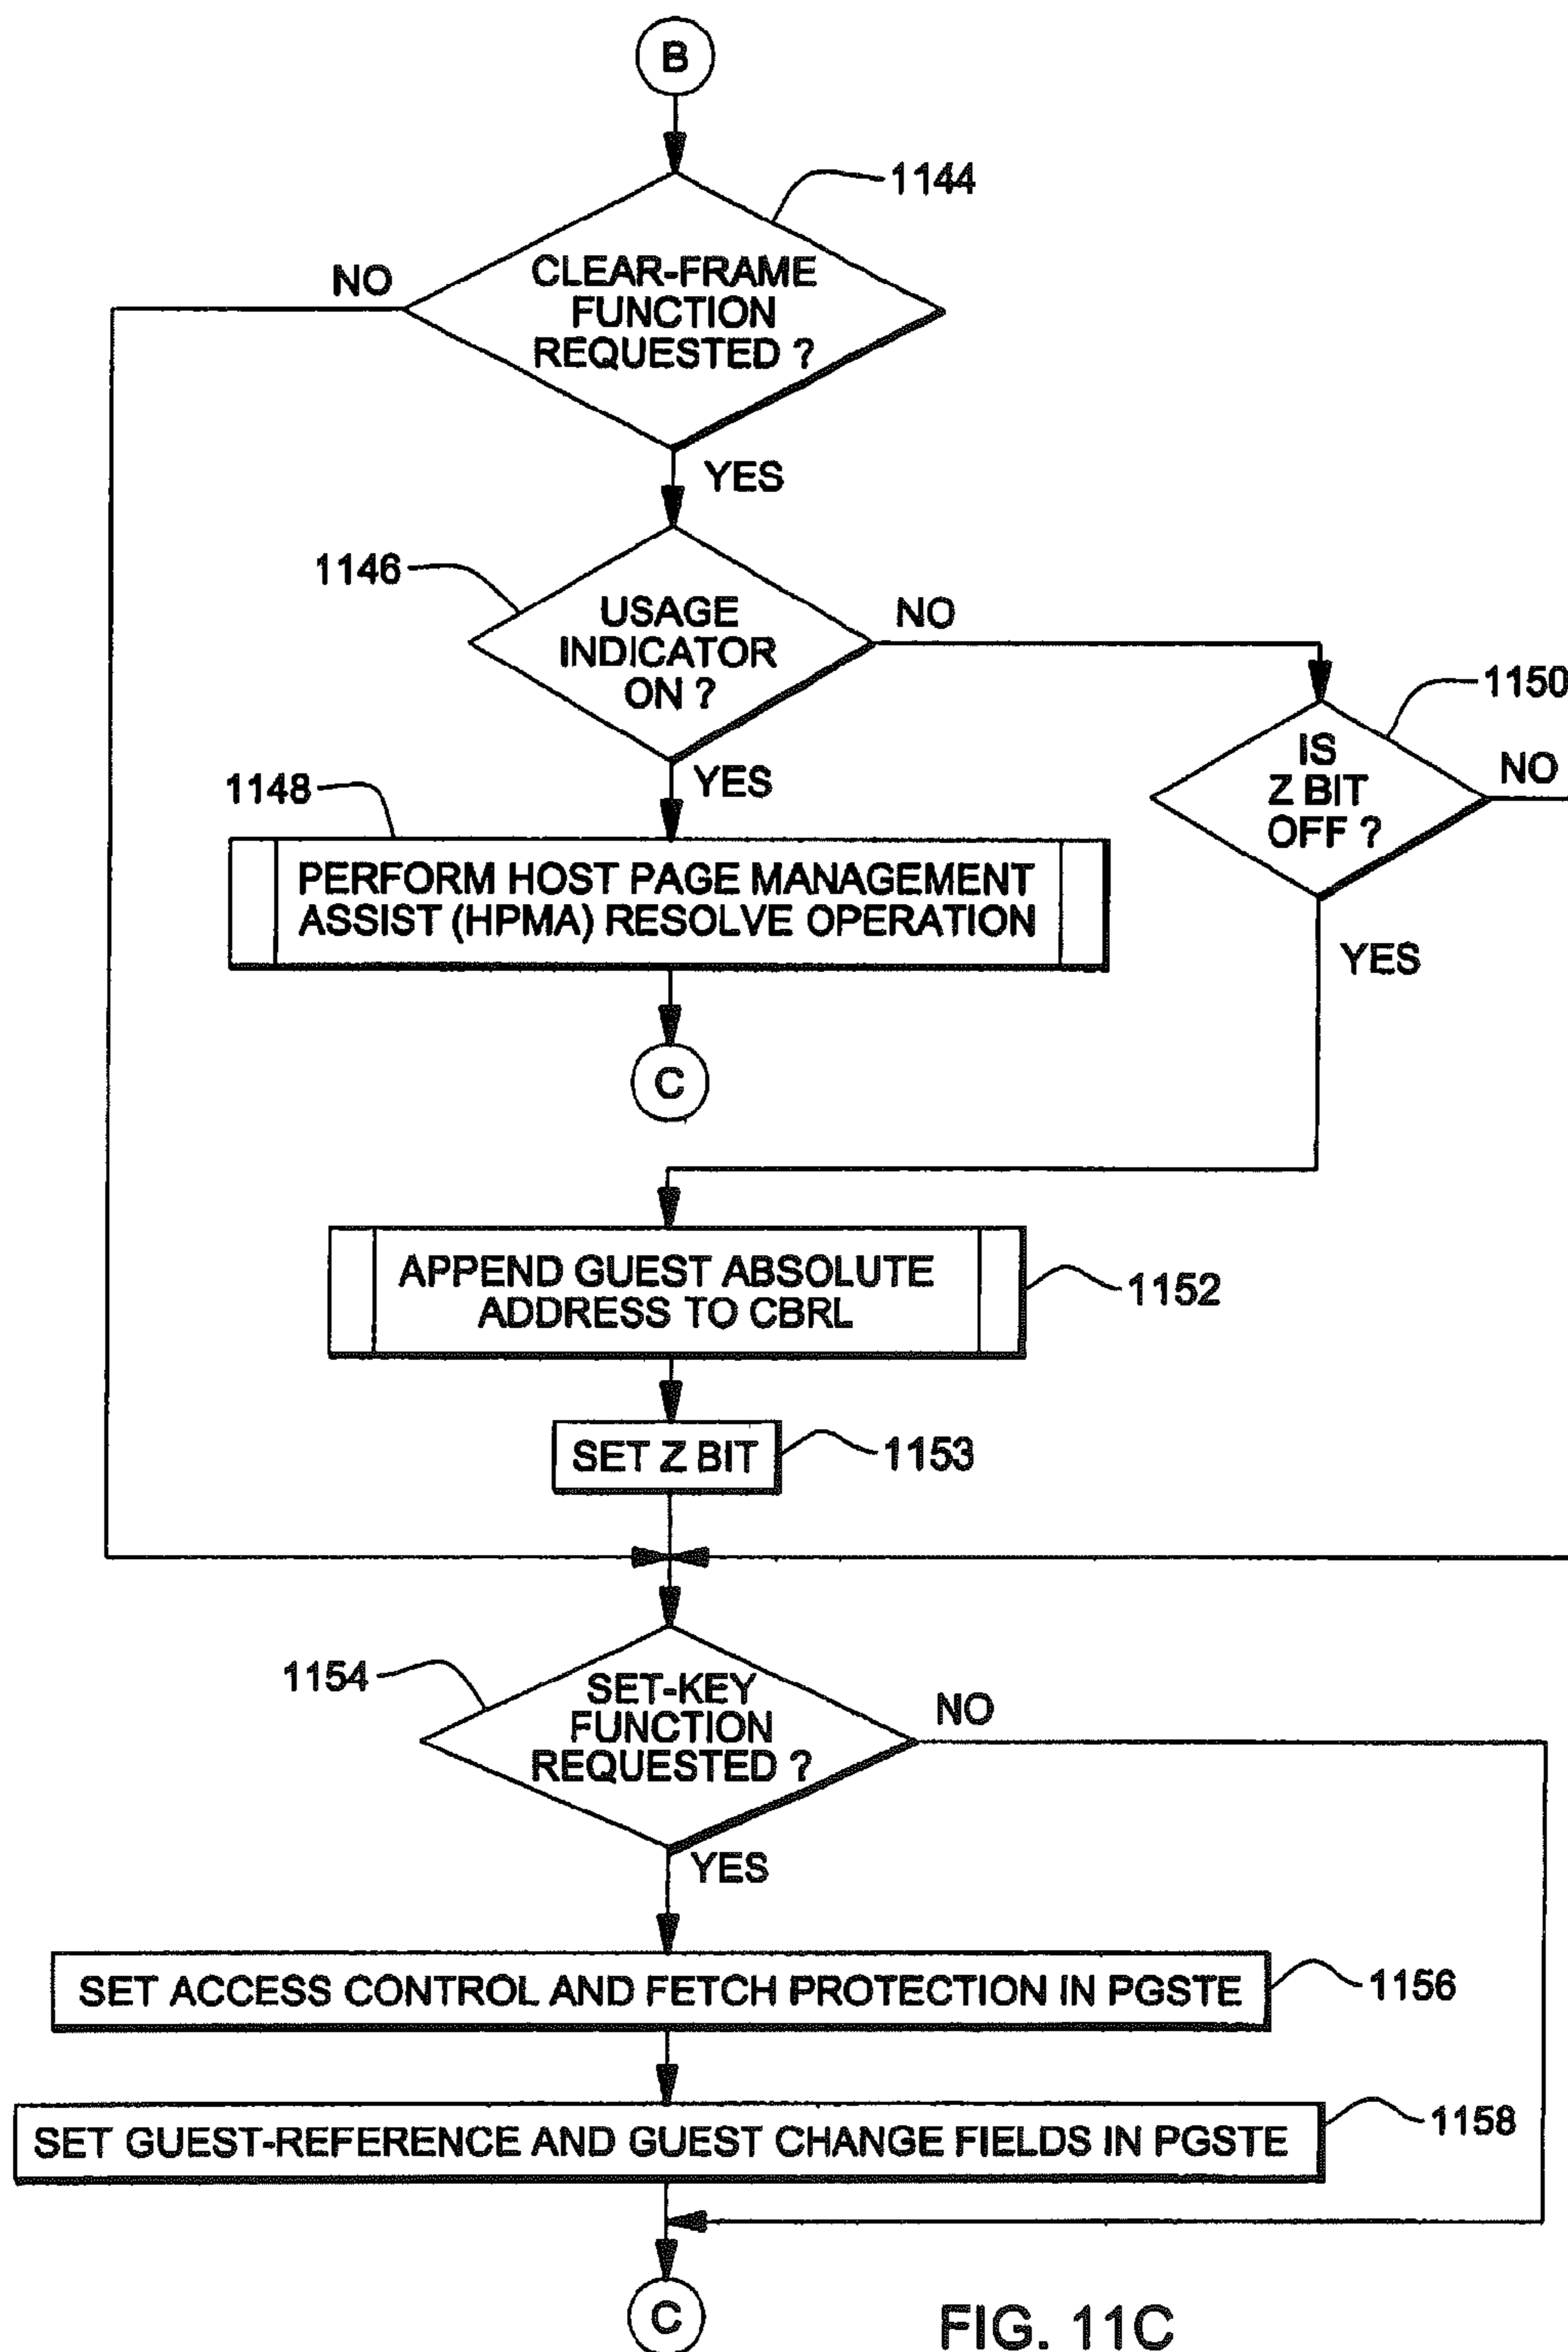 B
1144
CLEAR-FRAME
FUNCTION
REQUESTED ?
NO
YES
1146
USAGE
INDICATOR
ON ?
NO
YES
1150
IS
Z BIT
OFF ?
NO
YES
1148
PERFORM HOST PAGE MANAGEMENT
ASSIST (HPMA) RESOLVE OPERATION
C
APPEND GUEST ABSOLUTE
ADDRESS TO CBRL
1152
SET Z BIT
1153
1154
SET-KEY
FUNCTION
REQUESTED ?
NO
YES
SET ACCESS CONTROL AND FETCH PROTECTION IN PGSTE
1156
SET GUEST-REFERENCE AND GUEST CHANGE FIELDS IN PGSTE
1158
C
FIG. 11C